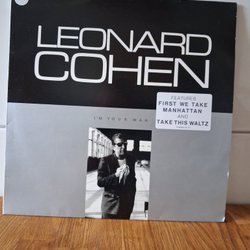 LEONARD
COHEN
FEATURES
FIRST WE TAKE
MANHATTAN
AND
TAKE THIS WALTZ
I'M YOUR MAN